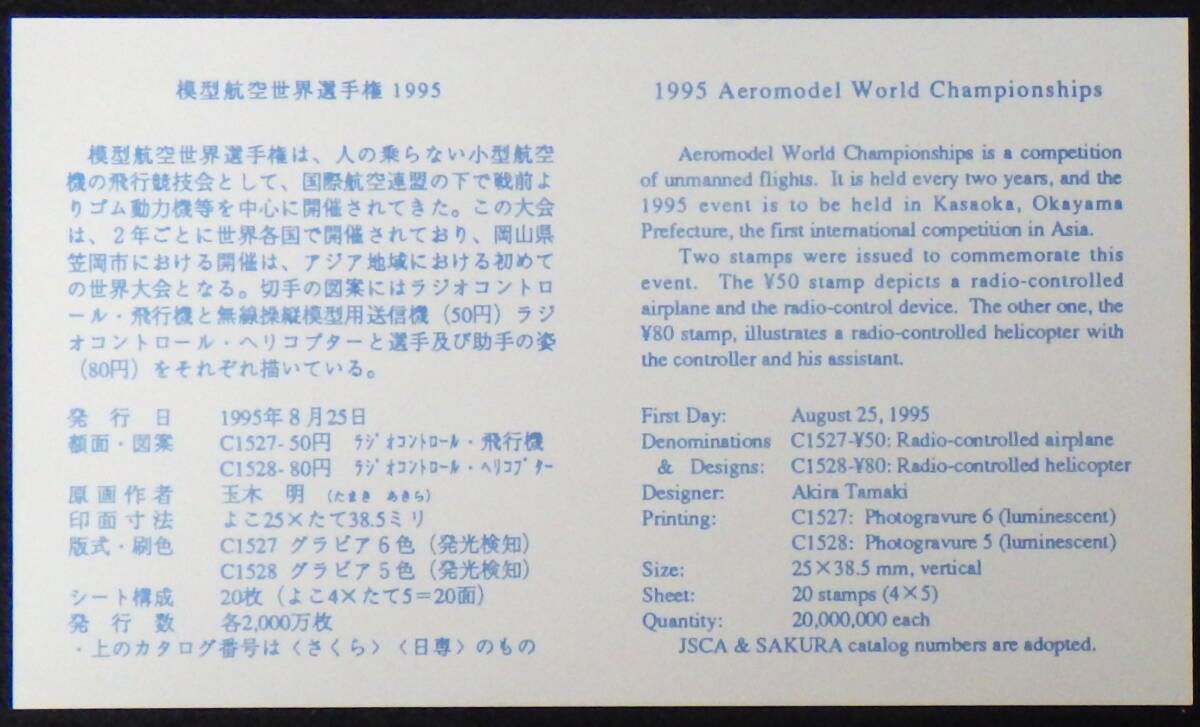 模型航空世界選手権 1995
模型航空世界選手権は、人の乗らない小型航空
機の飛行競技会として、国際航空連盟の下で戦前よ
りゴム動力機等を中心に開催されてきた。この大会
は、2年ごとに世界各国で開催されており、岡山県
笠岡市における開催は、アジア地域における初めて
の世界大会となる。切手の図案にはラジオコントロ
ール・飛行機と無線操縦模型用送信機（50円）ラジ
オコントロール・ヘリコプターと選手及び助手の姿
（80円）をそれぞれ描いている。
発行日 1995年8月25日
額面・図案 C1527-50円 ﾗｼﾞｵｺﾝﾄﾛｰﾙ・飛行機
C1528-80円 ﾗｼﾞｵｺﾝﾄﾛｰﾙ・ﾍﾘｺﾌﾟﾀｰ
原画作者 玉木 明 （たまき あきら）
印面寸法 よこ25×たて38.5ミリ
版式・刷色 C1527 グラビア6色（発光検知）
C1528 グラビア5色（発光検知）
シート構成 20枚（よこ4×たて5＝20面）
発行数 各2,000万枚
・上のカタログ番号は〈さくら〉〈日専〉のもの
1995 Aeromodel World Championships
Aeromodel World Championships is a competition
of unmanned flights. It is held every two years, and the
1995 event is to be held in Kasaoka, Okayama
Prefecture, the first international competition in Asia.
Two stamps were issued to commemorate this
event. The ¥50 stamp depicts a radio-controlled
airplane and the radio-control device. The other one, the
¥80 stamp, illustrates a radio-controlled helicopter with
the controller and his assistant.
First Day: August 25, 1995
Denominations C1527-¥50: Radio-controlled airplane
& Designs: C1528-¥80: Radio-controlled helicopter
Designer: Akira Tamaki
Printing: C1527: Photogravure 6 (luminescent)
C1528: Photogravure 5 (luminescent)
Size: 25×38.5 mm, vertical
Sheet: 20 stamps (4×5)
Quantity: 20,000,000 each
JSCA & SAKURA catalog numbers are adopted.